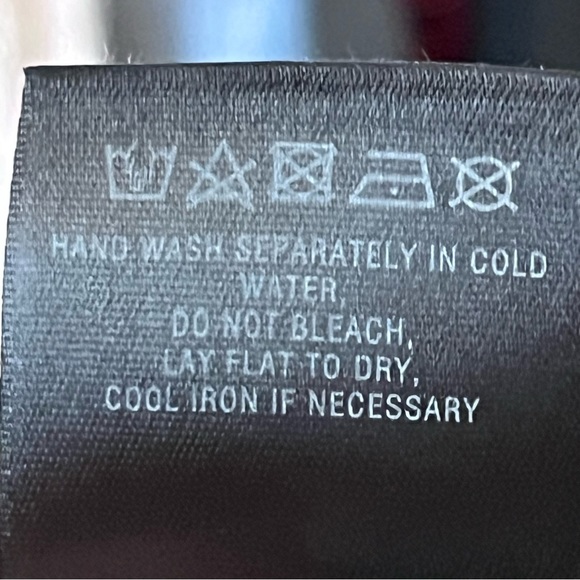 HAND WASH SEPARATELY IN COLD
WATER,
DO NOT BLEACH,
LAY FLAT TO DRY,
COOL IRON IF NECESSARY